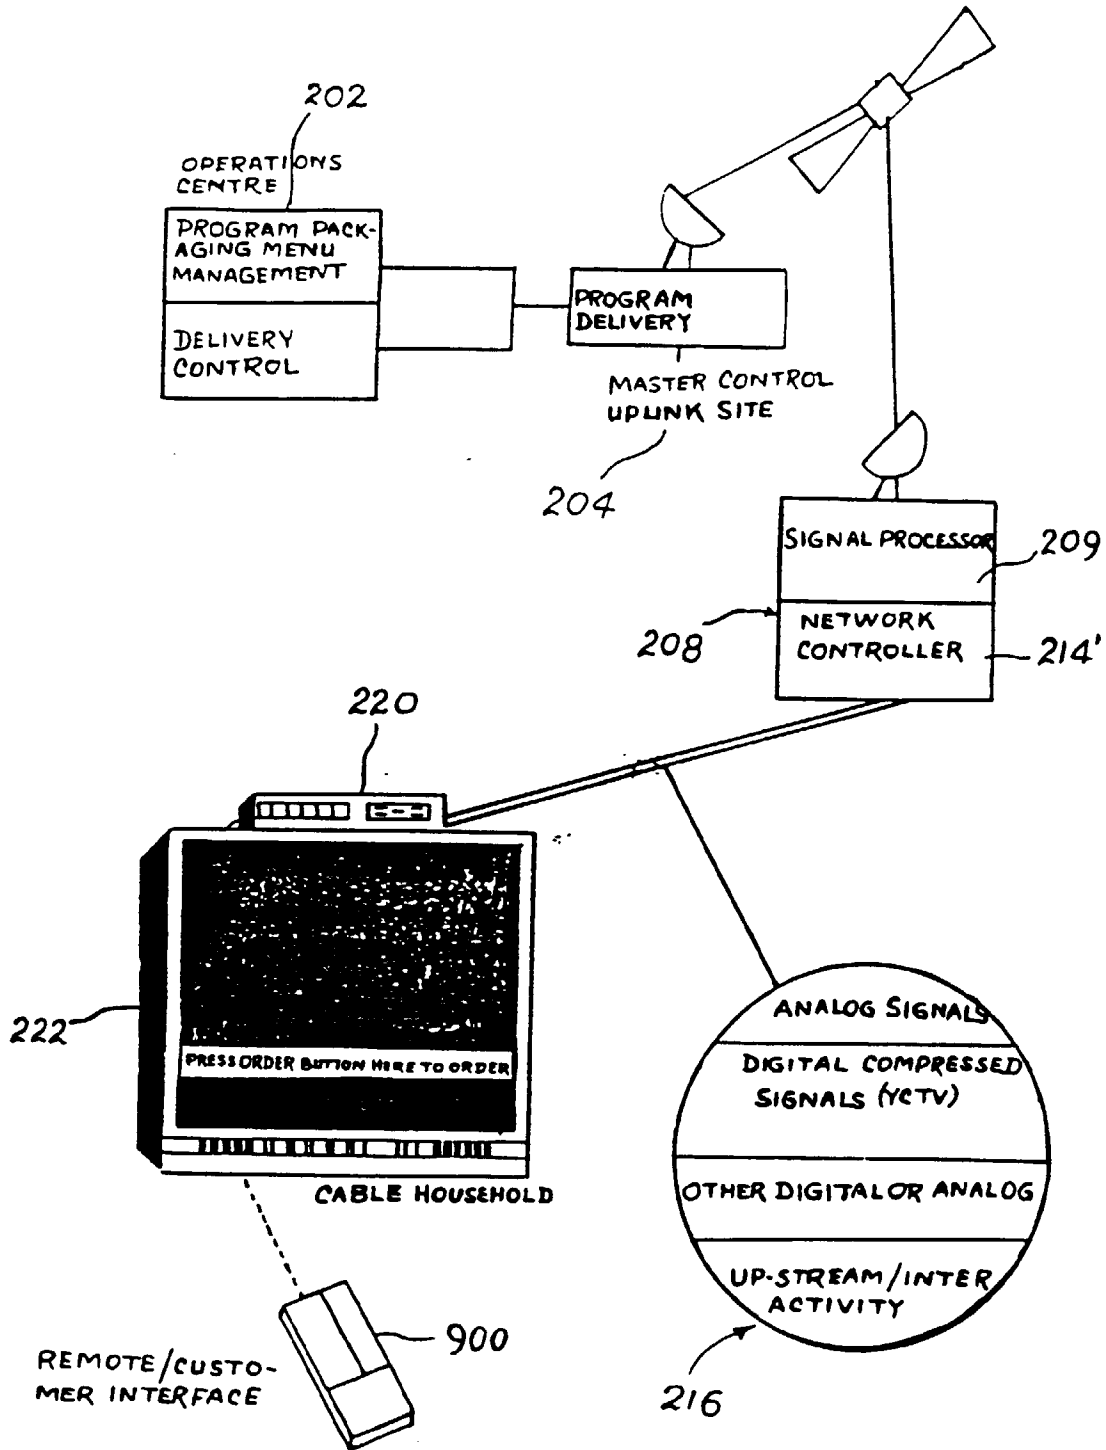 202
OPERATIONS
CENTRE
PROGRAM PACK-
AGING MENU
MANAGEMENT
DELIVERY
CONTROL
PROGRAM
DELIVERY
MASTER CONTROL
UPLINK SITE
204
SIGNAL PROCESSOR
209
208
NETWORK
CONTROLLER
214'
220
222
PRESS ORDER BUTTON HERE TO ORDER
CABLE HOUSEHOLD
ANALOG SIGNALS
DIGITAL COMPRESSED
SIGNALS (YCTV)
OTHER DIGITAL OR ANALOG
UP-STREAM/INTER
ACTIVITY
216
900
REMOTE/CUSTO-
MER INTERFACE